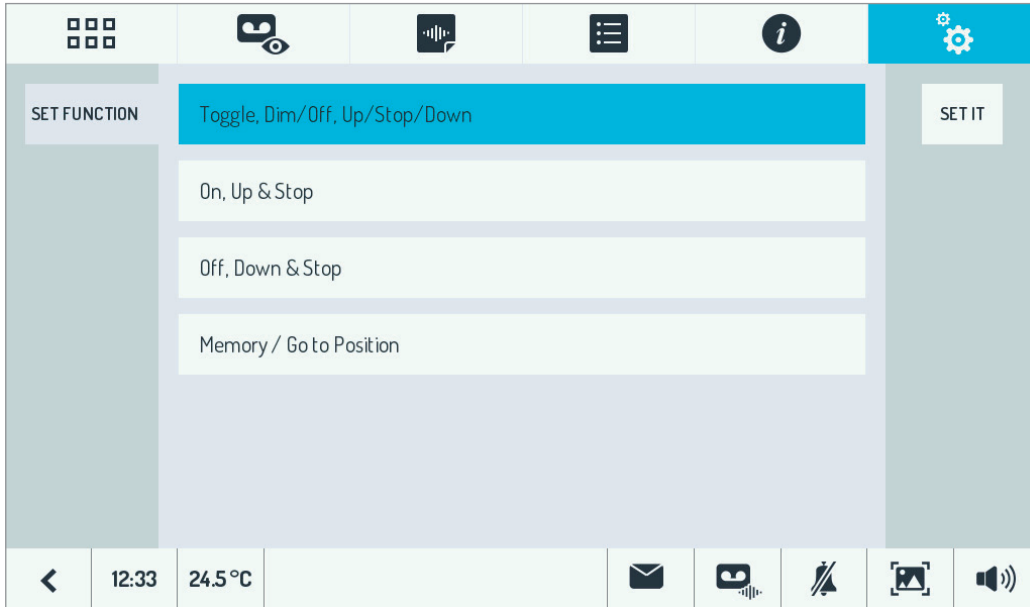 SET FUNCTION
Toggle, Dim/Off, Up/Stop/Down
SET IT
On, Up & Stop
Off, Down & Stop
Memory / Go to Position
12:33
24.5 °C